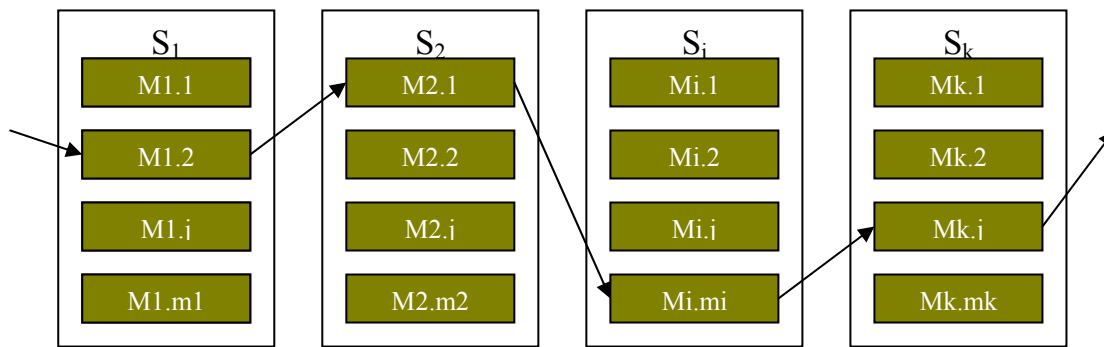 S₁
M1.1
M1.2
M1.j
M1.m1
S₂
M2.1
M2.2
M2.j
M2.m2
Sᵢ
Mi.1
Mi.2
Mi.j
Mi.mi
Sₖ
Mk.1
Mk.2
Mk.j
Mk.mk